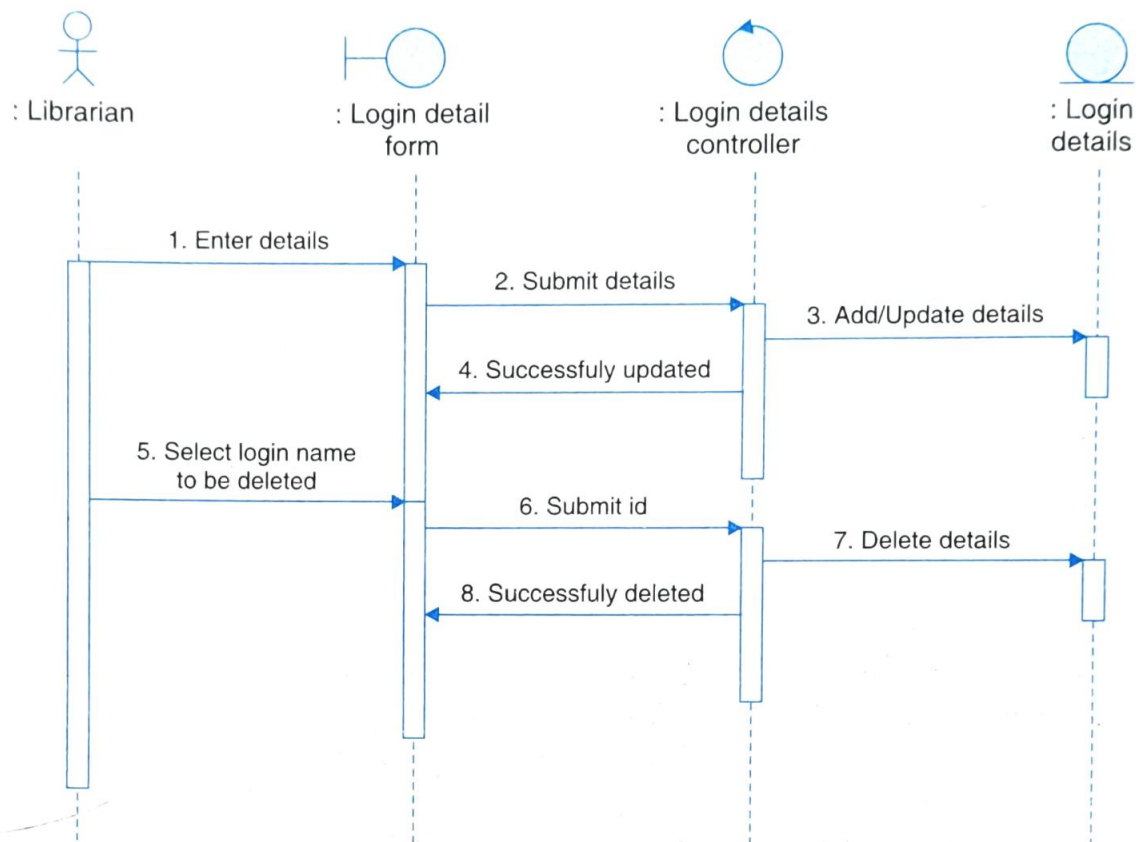 : Librarian
: Login detail
form
: Login details
controller
: Login
details
1. Enter details
2. Submit details
3. Add/Update details
4. Successfuly updated
5. Select login name
to be deleted
6. Submit id
7. Delete details
8. Successfuly deleted